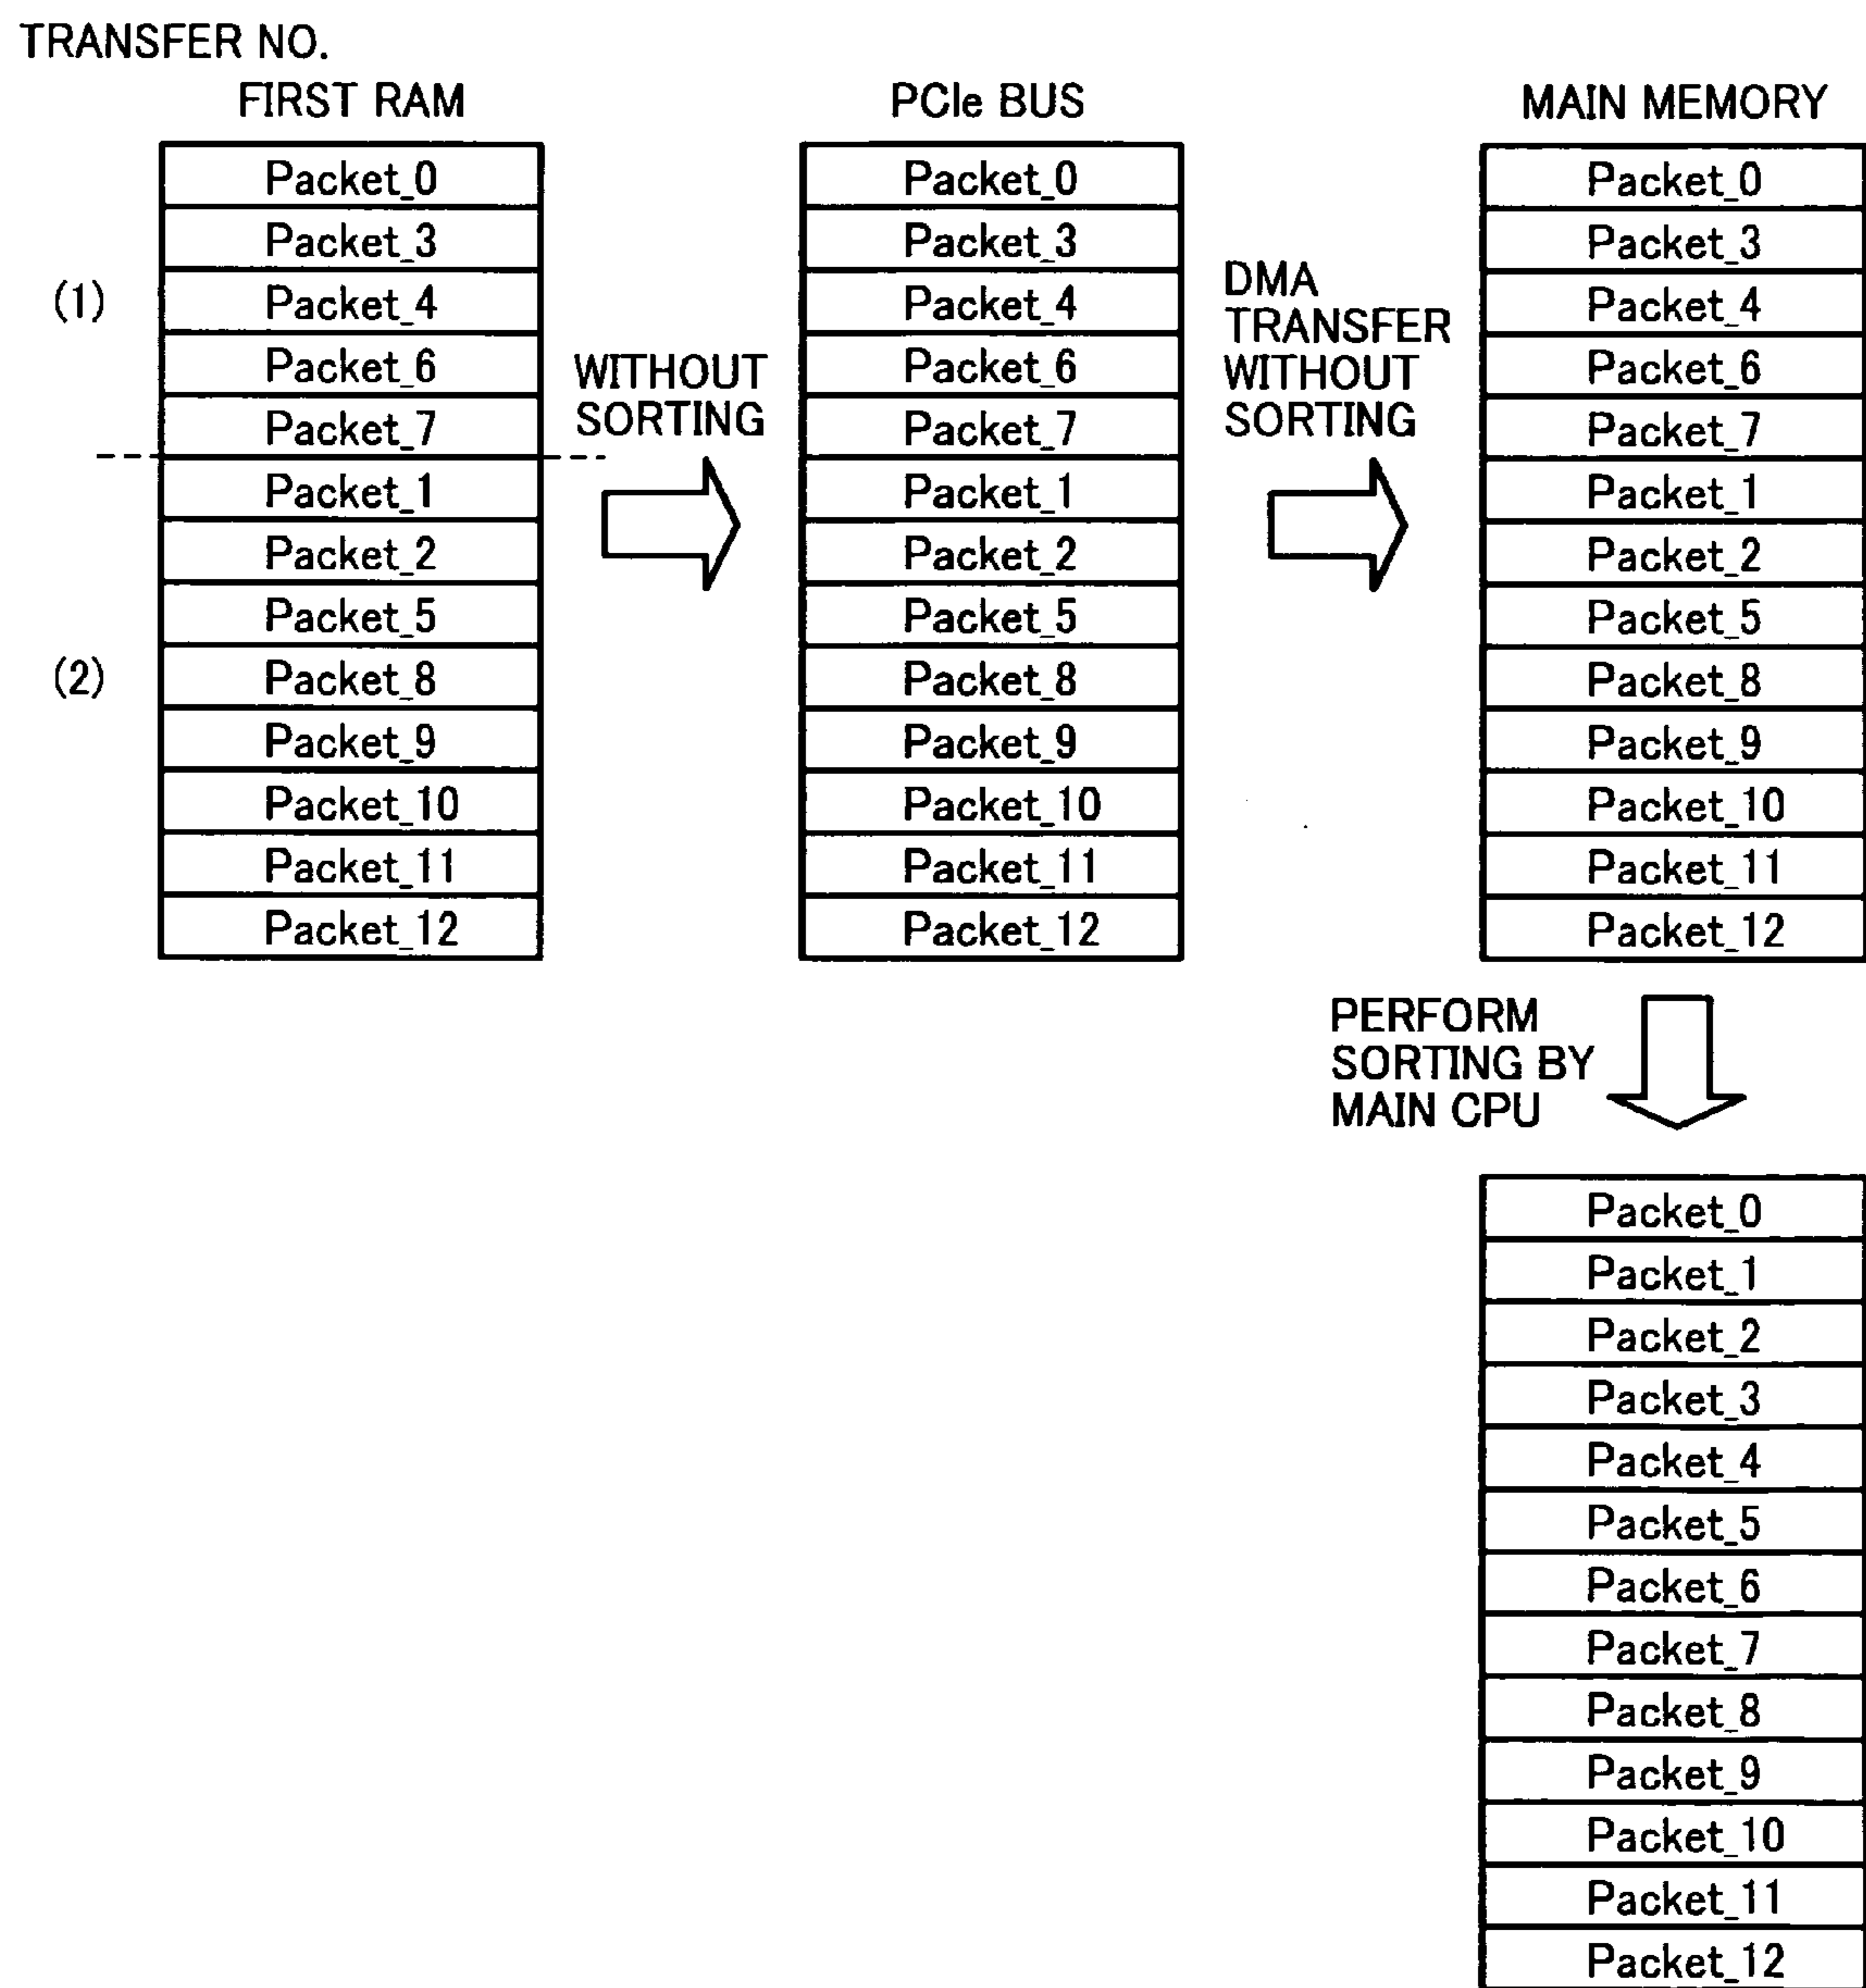 TRANSFER NO.
FIRST RAM
Packet_0
Packet_3
(1)
Packet_4
Packet_6
Packet_7
Packet_1
Packet_2
Packet_5
(2)
Packet_8
Packet_9
Packet_10
Packet_11
Packet_12
WITHOUT
SORTING
PCIe BUS
Packet_0
Packet_3
Packet_4
Packet_6
Packet_7
Packet_1
Packet_2
Packet_5
Packet_8
Packet_9
Packet_10
Packet_11
Packet_12
DMA
TRANSFER
WITHOUT
SORTING
MAIN MEMORY
Packet_0
Packet_3
Packet_4
Packet_6
Packet_7
Packet_1
Packet_2
Packet_5
Packet_8
Packet_9
Packet_10
Packet_11
Packet_12
PERFORM
SORTING BY
MAIN CPU
Packet_0
Packet_1
Packet_2
Packet_3
Packet_4
Packet_5
Packet_6
Packet_7
Packet_8
Packet_9
Packet_10
Packet_11
Packet_12